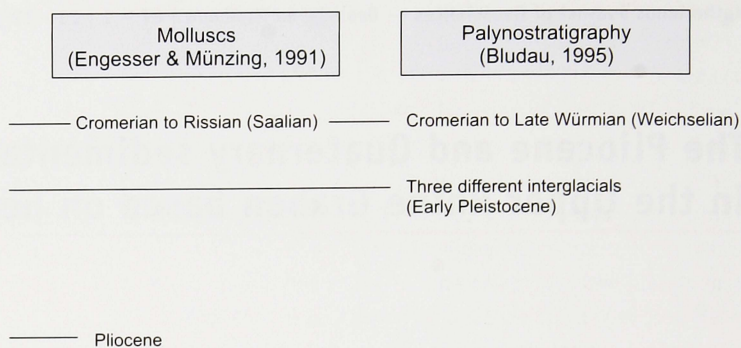 Molluscs
(Engesser & Münzing, 1991)
Palynostratigraphy
(Bludau, 1995)
Cromerian to Rissian (Saalian)
Cromerian to Late Würmian (Weichselian)
Three different interglacials
(Early Pleistocene)
Pliocene